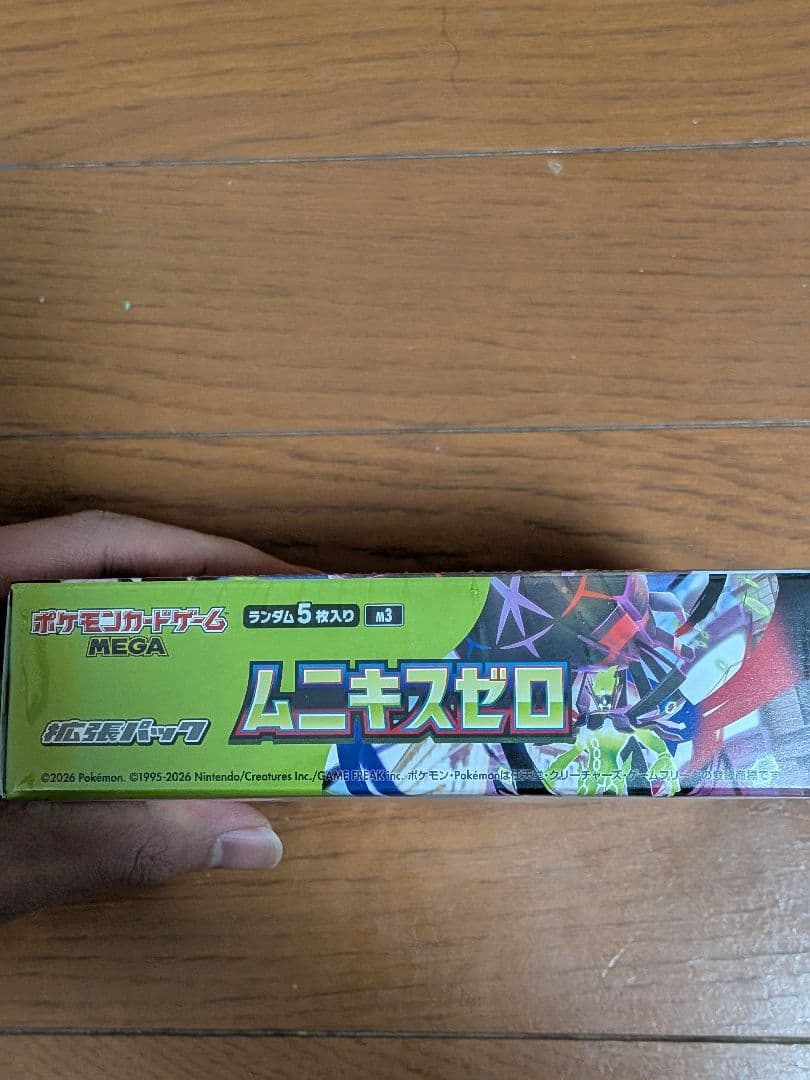 ポケモンカードゲーム
MEGA
ランダム5枚入り m3
ムニキスゼロ
拡張パック
©2026 Pokémon. ©1995-2026 Nintendo/Creatures Inc./GAME FREAK inc. ポケモン・Pokémonは任天堂・クリーチャーズ・ゲームフリークの登録商標です